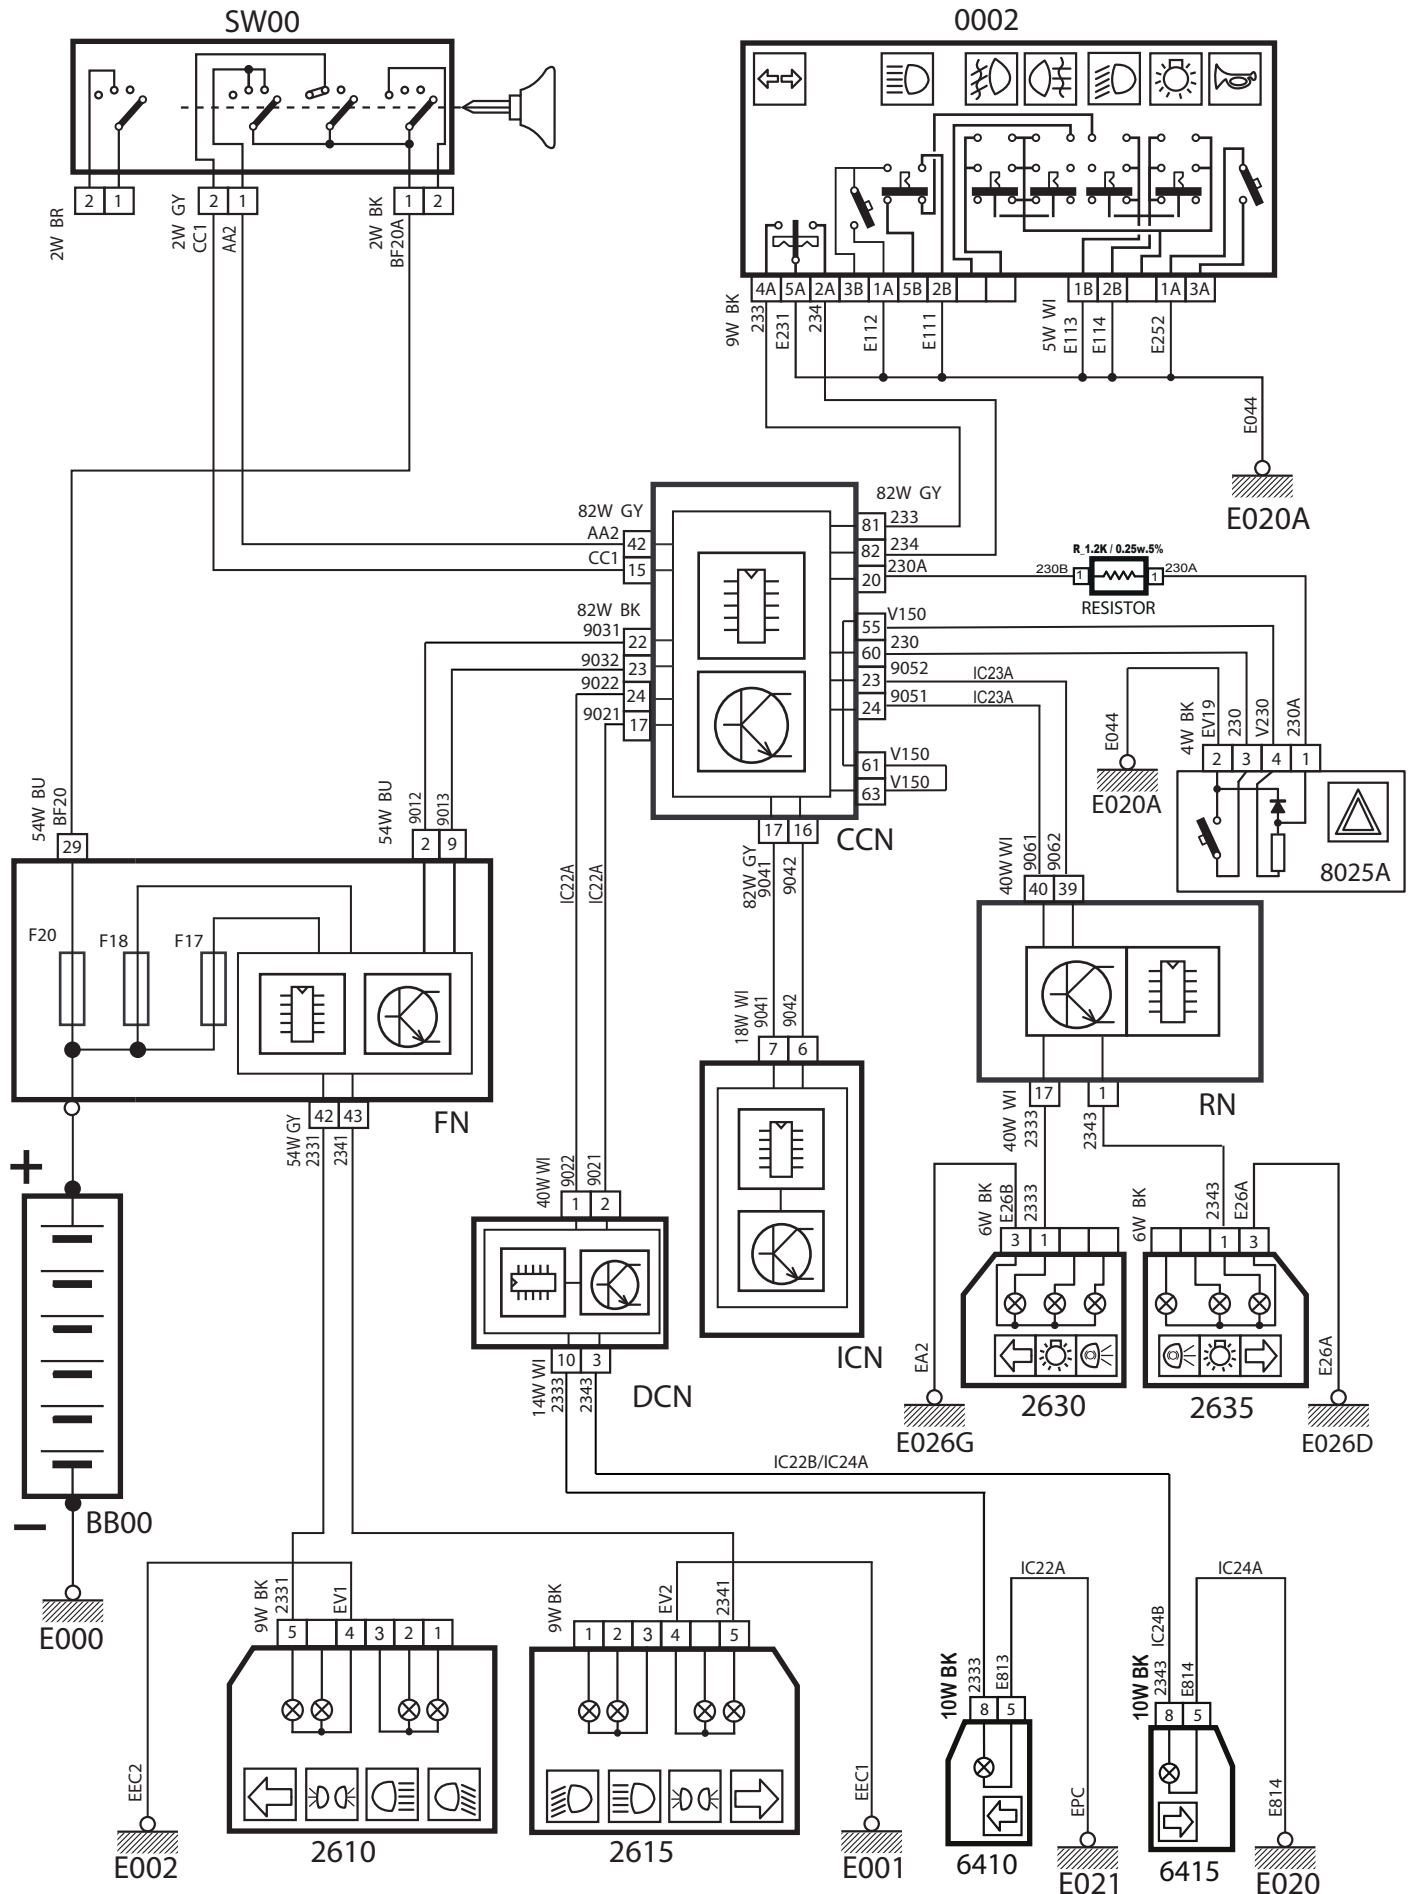 SW00
0002
2 1
2 1
1 2
2W BR
2W GY
CC1
AA2
2W BK
BF20A
4A 5A 2A 3B 1A 5B 2B
1B 2B 1A 3A
9W BK
233
E231
234
E112
E111
5W WI
E113
E114
E252
E044
E020A
82W GY
AA2 42
CC1 15
82W BK
9031 22
9032 23
9022 24
9021 17
82W GY
81 233
82 234
20 230A
55 V150
60 230
23 9052
24 9051
61 V150
63 V150
IC23A
IC23A
17 16
CCN
R_1.2K / 0.25w.5%
230B 1 1 230A
RESISTOR
E044
E020A
4W BK
EV19
230
V230
230A
2 3 4 1
8025A
54W BU
BF20
29
54W BU
9012
9013
2 9
F20
F18
F17
42 43
FN
54W GY
2331
2341
IC22A
IC22A
82W GY
9041
9042
18W WI
9041
9042
7 6
ICN
40W WI
9061
9062
40 39
17 1
RN
40W WI
2333
2343
40W WI
9022
9021
1 2
10 3
DCN
14W WI
2333
2343
6W BK
E26B
2333
3 1
2630
6W BK
2343
E26A
1 3
2635
EA2
E026G
E26A
E026D
+
−
BB00
E000
IC22B/IC24A
9W BK
2331
EV1
5 4 3 2 1
2610
9W BK
EV2
2341
1 2 3 4 5
2615
EEC2
E002
EEC1
E001
IC22A
10W BK
2333
E813
8 5
6410
EPC
E021
IC24A
IC24B
10W BK
2343
E814
8 5
6415
E814
E020